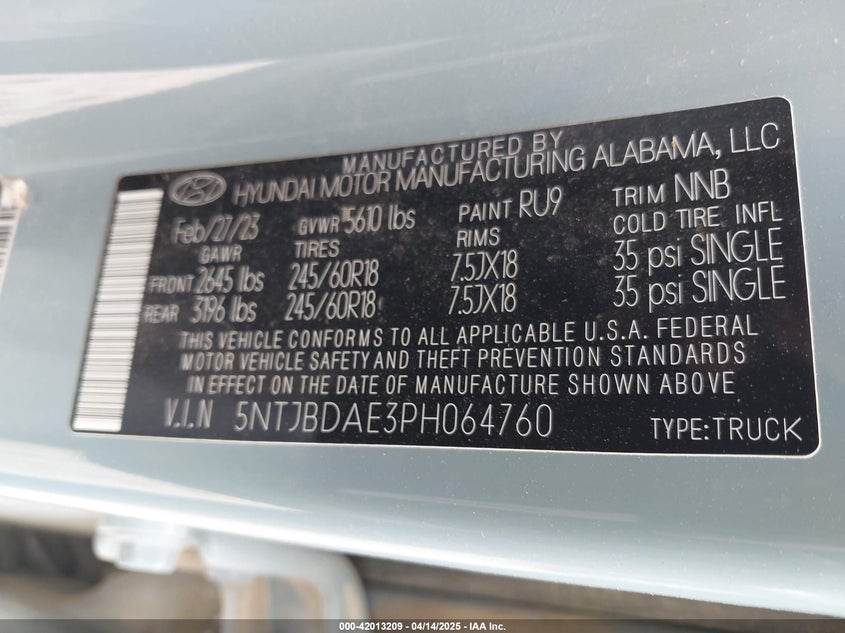 MANUFACTURED BY
HYUNDAI MOTOR MANUFACTURING ALABAMA, LLC
Feb/27/23 GVWR 5610 lbs PAINT RU9 TRIM NNB
GAWR TIRES RIMS COLD TIRE INFL
FRONT 2645 lbs 245/60R18 7.5JX18 35 psi SINGLE
REAR 3196 lbs 245/60R18 7.5JX18 35 psi SINGLE
THIS VEHICLE CONFORMS TO ALL APPLICABLE U.S.A. FEDERAL
MOTOR VEHICLE SAFETY AND THEFT PREVENTION STANDARDS
IN EFFECT ON THE DATE OF MANUFACTURE SHOWN ABOVE
V.I.N 5NTJBDAE3PH064760 TYPE:TRUCK
000-42013209 - 04/14/2025 - IAA Inc.